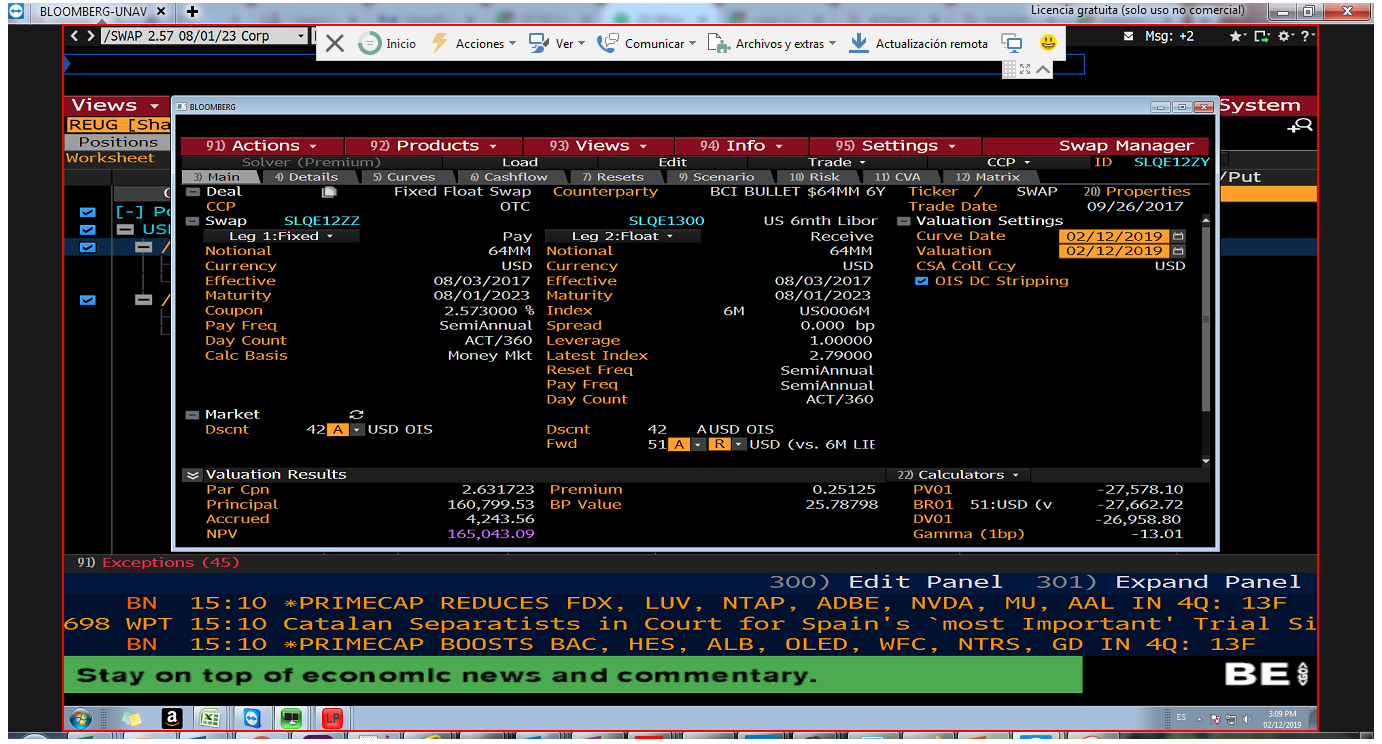 BLOOMBERG-UNAV × +
Licencia gratuita (solo uso no comercial)
/SWAP 2.57 08/01/23 Corp
Inicio Acciones Ver Comunicar Archivos y extras Actualización remota
Msg: +2
Views
BLOOMBERG
System
REUG [Sha
Positions
Worksheet
91) Actions 92) Products 93) Views 94) Info 95) Settings Swap Manager
Solver (Premium) Load Edit Trade CCP ID SLQE12ZY
3) Main 4) Details 5) Curves 6) Cashflow 7) Resets 9) Scenario 10) Risk 11) CVA 12) Matrix
/Put
Deal Fixed Float Swap Counterparty BCI BULLET $64MM 6Y Ticker / SWAP 20) Properties
CCP OTC Trade Date 09/26/2017
Swap SLQE12ZZ SLQE1300 US 6mth Libor Valuation Settings
Leg 1:Fixed Pay Leg 2:Float Receive Curve Date 02/12/2019
Notional 64MM Notional 64MM Valuation 02/12/2019
Currency USD Currency USD CSA Coll Ccy USD
Effective 08/03/2017 Effective 08/03/2017 OIS DC Stripping
Maturity 08/01/2023 Maturity 08/01/2023
Coupon 2.573000 % Index 6M US0006M
Pay Freq SemiAnnual Spread 0.000 bp
Day Count ACT/360 Leverage 1.00000
Calc Basis Money Mkt Latest Index 2.79000
Reset Freq SemiAnnual
Pay Freq SemiAnnual
Day Count ACT/360
[-] P
US
Market
Dscnt 42 A USD OIS Dscnt 42 AUSD OIS
Fwd 51 A R USD (vs. 6M LIE
Valuation Results 22) Calculators
Par Cpn 2.631723 Premium 0.25125 PV01 -27,578.10
Principal 160,799.53 BP Value 25.78798 BR01 51:USD (v -27,662.72
Accrued 4,243.56 DV01 -26,958.80
NPV 165,043.09 Gamma (1bp) -13.01
91) Exceptions (45)
300) Edit Panel 301) Expand Panel
BN 15:10 *PRIMECAP REDUCES FDX, LUV, NTAP, ADBE, NVDA, MU, AAL IN 4Q: 13F
698 WPT 15:10 Catalan Separatists in Court for Spain's `most Important' Trial Si
BN 15:10 *PRIMECAP BOOSTS BAC, HES, ALB, OLED, WFC, NTRS, GD IN 4Q: 13F
Stay on top of economic news and commentary.
BE
ES 3:09 PM
02/12/2019